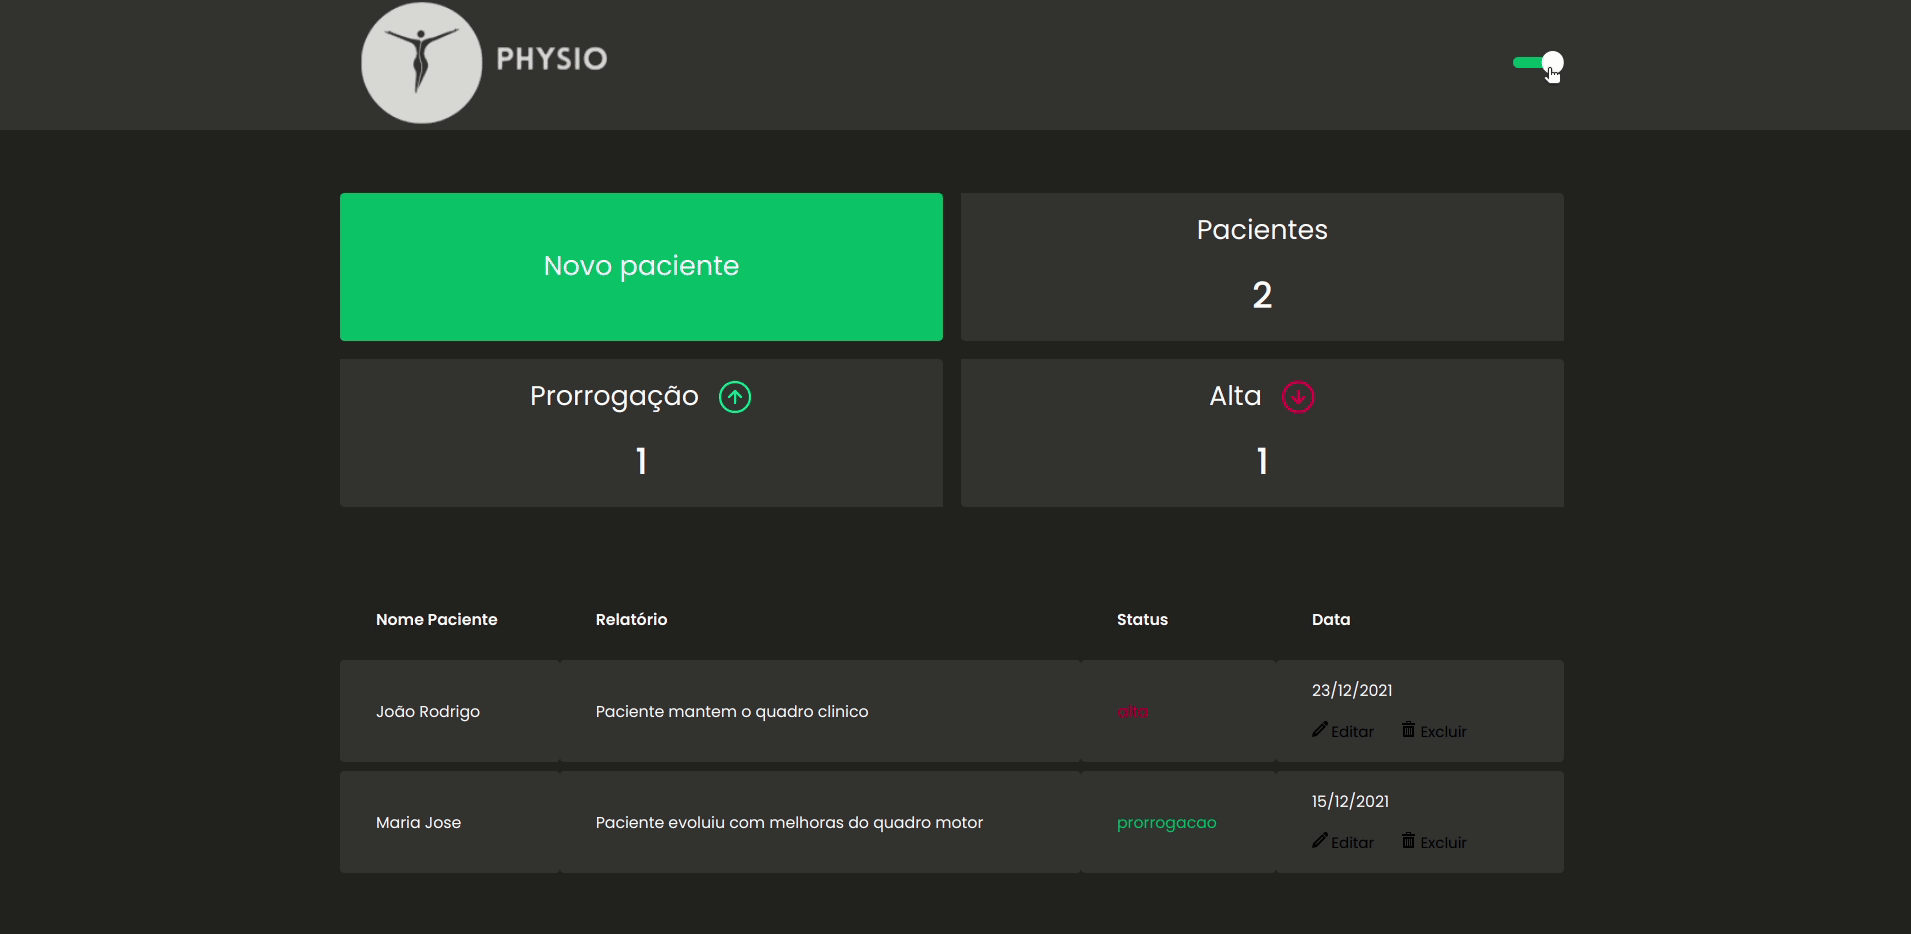 PHYSIO
Novo paciente
Pacientes
2
Prorrogação
1
Alta
1
Nome Paciente Relatório Status Data
João Rodrigo Paciente mantem o quadro clinico alta 23/12/2021
Editar Excluir
Maria Jose Paciente evoluiu com melhoras do quadro motor prorrogacao 15/12/2021
Editar Excluir